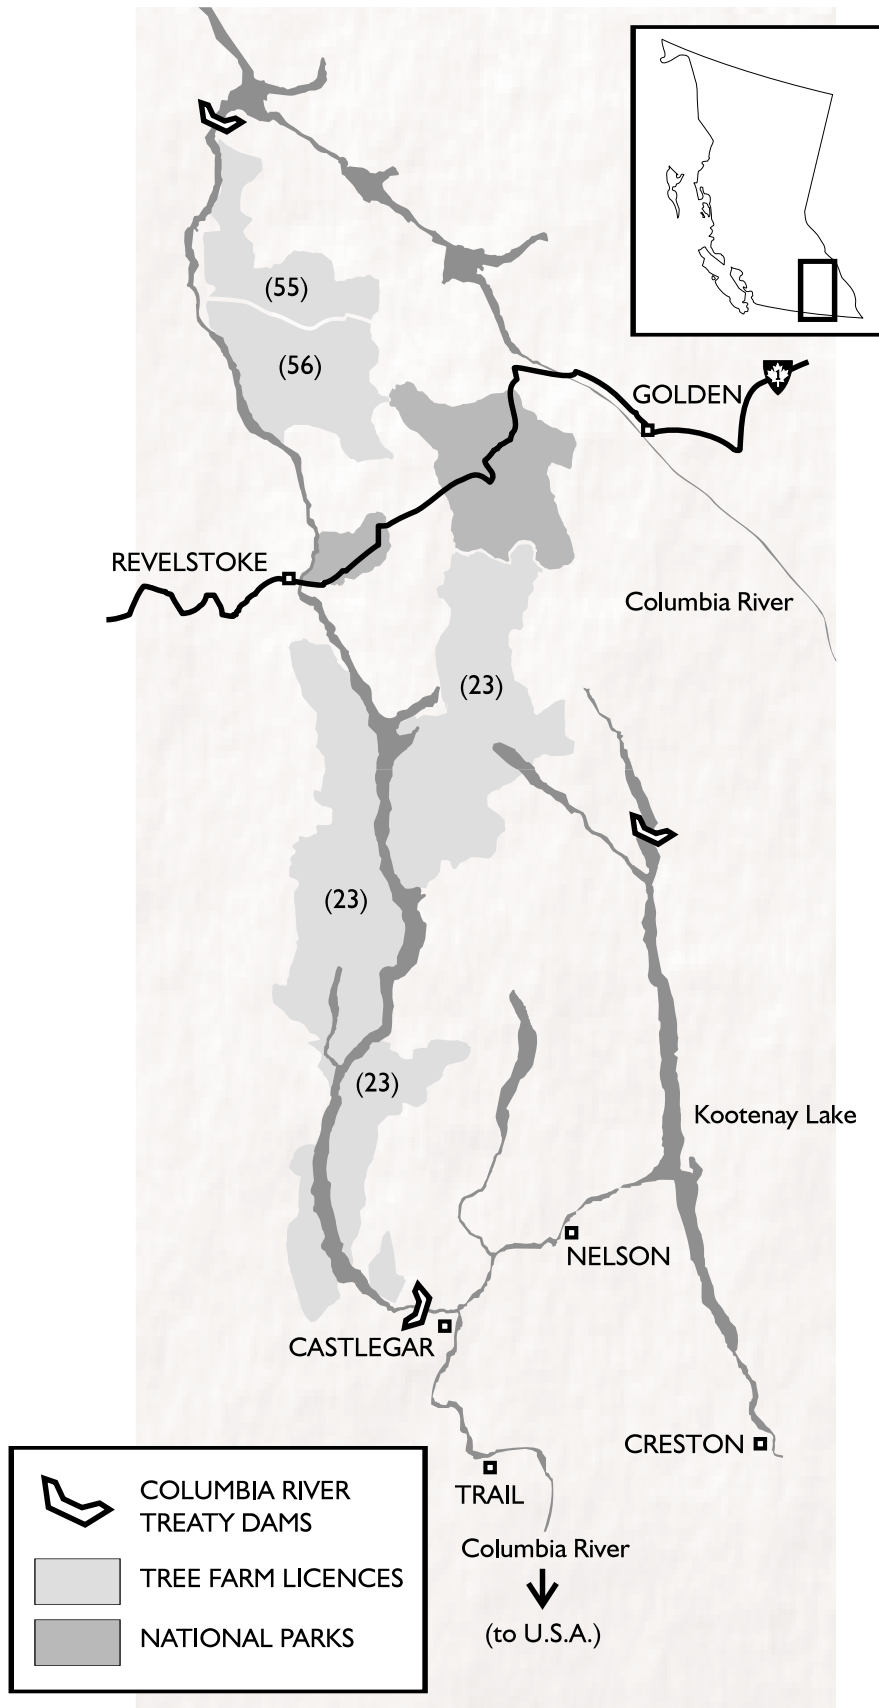 (55)
(56)
1
GOLDEN
REVELSTOKE
Columbia River
(23)
(23)
(23)
Kootenay Lake
NELSON
CASTLEGAR
CRESTON
TRAIL
Columbia River
(to U.S.A.)
COLUMBIA RIVER
TREATY DAMS
TREE FARM LICENCES
NATIONAL PARKS